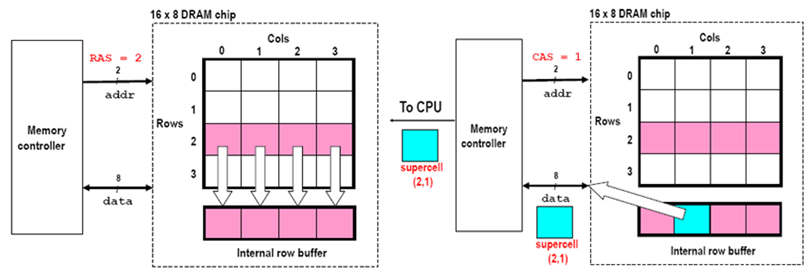 16 x 8 DRAM chip
Cols
0 1 2 3
RAS = 2
2
addr
0
1
Rows
2
3
Memory
controller
8
data
Internal row buffer
16 x 8 DRAM chip
Cols
0 1 2 3
CAS = 1
2
addr
0
1
Rows
2
3
To CPU
supercell
(2,1)
Memory
controller
8
data
supercell
(2,1)
Internal row buffer